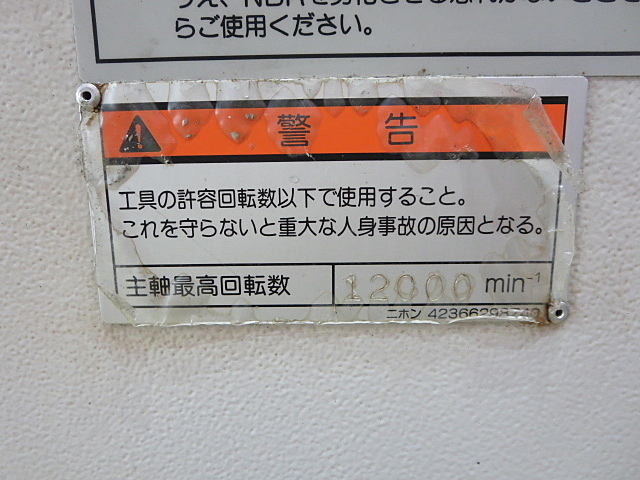 らご使用ください。
警告
工具の許容回転数以下で使用すること。
これを守らないと重大な人身事故の原因となる。
主軸最高回転数 12000 min⁻¹
ニホン